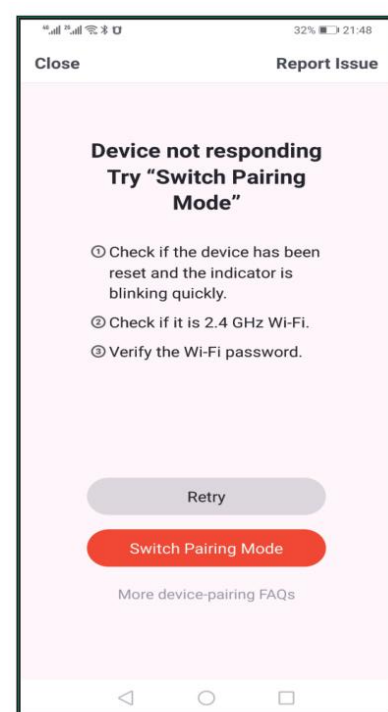 32% 21:48
Close Report Issue
Device not responding
Try “Switch Pairing
Mode”
① Check if the device has been
reset and the indicator is
blinking quickly.
② Check if it is 2.4 GHz Wi-Fi.
③ Verify the Wi-Fi password.
Retry
Switch Pairing Mode
More device-pairing FAQs